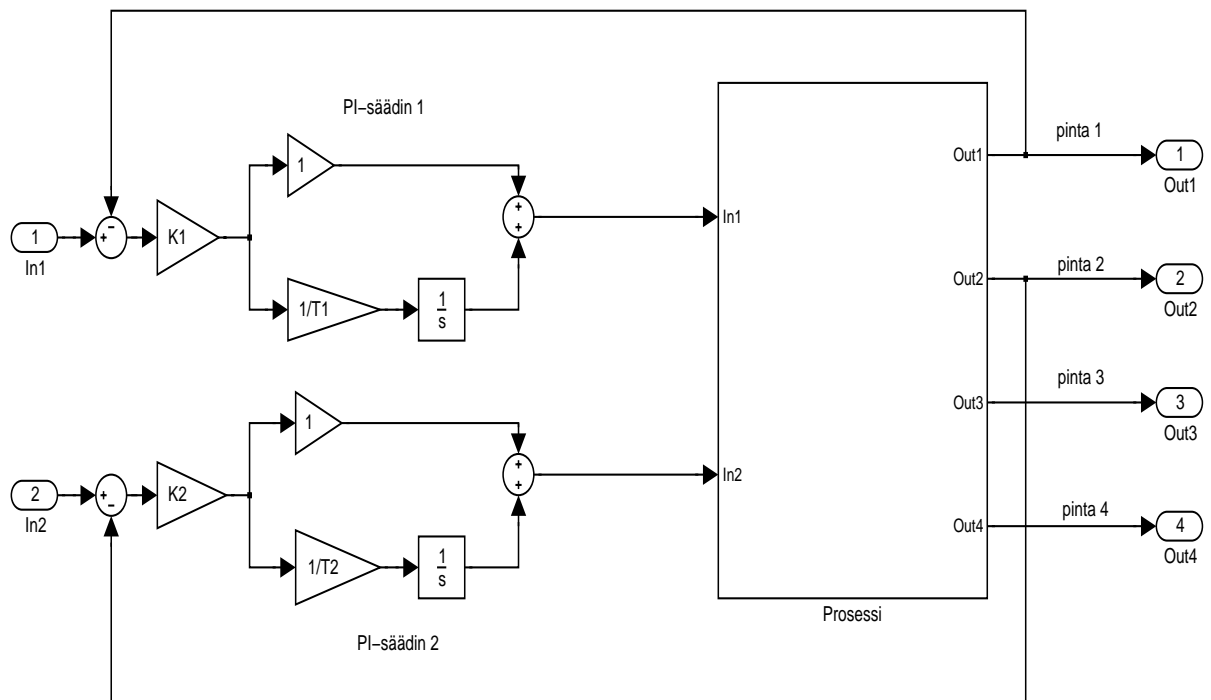 PI–säädin 1
1
In1
+ −
K1
1
1/T1
1
s
+
+
In1
Out1
pinta 1
1
Out1
Out2
pinta 2
2
Out2
Out3
pinta 3
3
Out3
2
In2
+
−
K2
1
1/T2
1
s
+
+
In2
Out4
pinta 4
4
Out4
Prosessi
PI–säädin 2